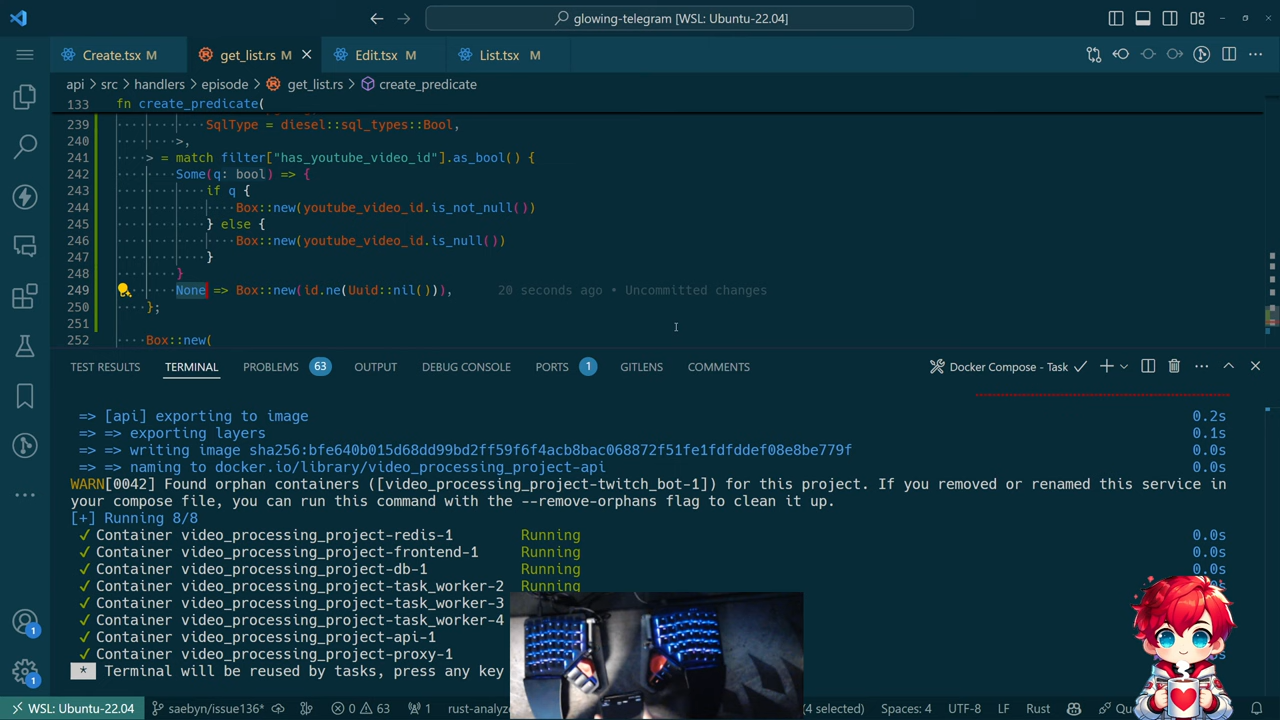 glowing-telegram [WSL: Ubuntu-22.04]
Create.tsx M
get_list.rs M
Edit.tsx M
List.tsx M
api > src > handlers > episode > get_list.rs > create_predicate
133 fn create_predicate(
239 SqlType = diesel::sql_types::Bool,
240 >,
241 > = match filter["has_youtube_video_id"].as_bool() {
242 Some(q: bool) => {
243 if q {
244 Box::new(youtube_video_id.is_not_null())
245 } else {
246 Box::new(youtube_video_id.is_null())
247 }
248 }
249 None => Box::new(id.ne(Uuid::nil())), 20 seconds ago • Uncommitted changes
250 };
251
252 Box::new(
TEST RESULTS TERMINAL PROBLEMS 63 OUTPUT DEBUG CONSOLE PORTS 1 GITLENS COMMENTS
Docker Compose - Task
=> [api] exporting to image 0.2s
=> => exporting layers 0.1s
=> => writing image sha256:bfe640b015d68dd99bd2ff59f6f4acb8bac068872f51fe1fdfddef08e8be779f 0.0s
=> => naming to docker.io/library/video_processing_project-api 0.0s
WARN[0042] Found orphan containers ([video_processing_project-twitch_bot-1]) for this project. If you removed or renamed this service in
your compose file, you can run this command with the --remove-orphans flag to clean it up.
[+] Running 8/8
✓ Container video_processing_project-redis-1 Running 0.0s
✓ Container video_processing_project-frontend-1 Running 0.0s
✓ Container video_processing_project-db-1 Running 0.0s
✓ Container video_processing_project-task_worker-2 Running
✓ Container video_processing_project-task_worker-3
✓ Container video_processing_project-task_worker-4
✓ Container video_processing_project-api-1
✓ Container video_processing_project-proxy-1
* Terminal will be reused by tasks, press any key
1
1
WSL: Ubuntu-22.04 saebyn/issue136* 0 63 1 (4 selected) Spaces: 4 UTF-8 LF Rust